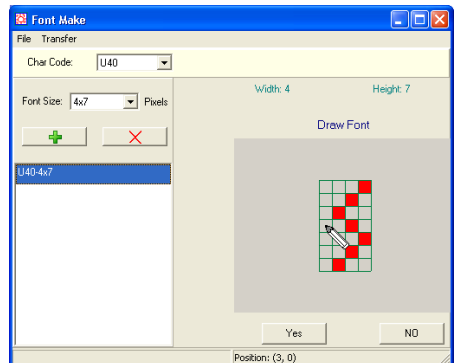 Font Make
File Transfer
Char Code: U40
Width: 4 Height: 7
Font Size: 4x7 Pixels
Draw Font
U40-4x7
Yes NO
Position: (3, 0)